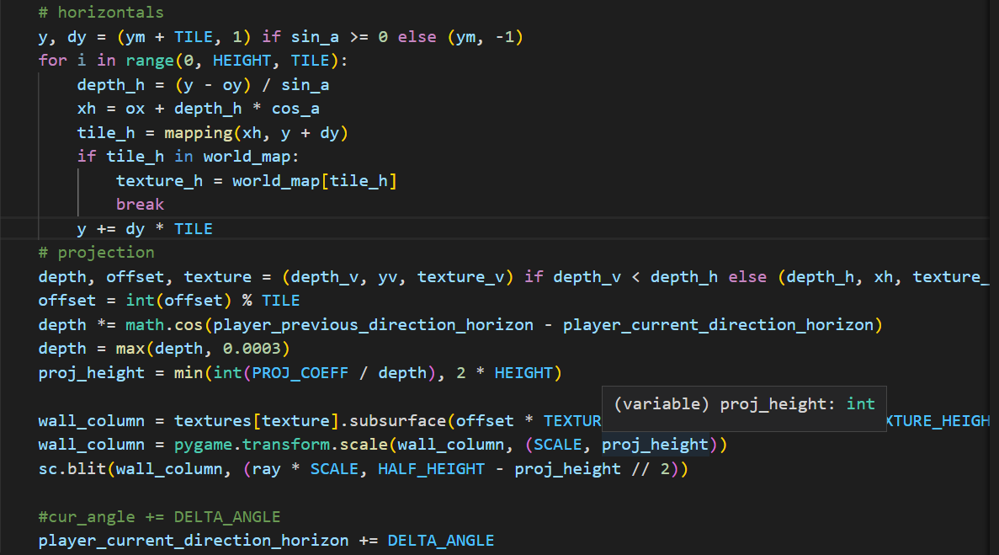 # horizontals
y, dy = (ym + TILE, 1) if sin_a >= 0 else (ym, -1)
for i in range(0, HEIGHT, TILE):
    depth_h = (y - oy) / sin_a
    xh = ox + depth_h * cos_a
    tile_h = mapping(xh, y + dy)
    if tile_h in world_map:
        texture_h = world_map[tile_h]
        break
    y += dy * TILE
# projection
depth, offset, texture = (depth_v, yv, texture_v) if depth_v < depth_h else (depth_h, xh, texture_
offset = int(offset) % TILE
depth *= math.cos(player_previous_direction_horizon - player_current_direction_horizon)
depth = max(depth, 0.0003)
proj_height = min(int(PROJ_COEFF / depth), 2 * HEIGHT)
(variable) proj_height: int
wall_column = textures[texture].subsurface(offset * TEXTUR XTURE_HEIGH
wall_column = pygame.transform.scale(wall_column, (SCALE, proj_height))
sc.blit(wall_column, (ray * SCALE, HALF_HEIGHT - proj_height // 2))
#cur_angle += DELTA_ANGLE
player_current_direction_horizon += DELTA_ANGLE